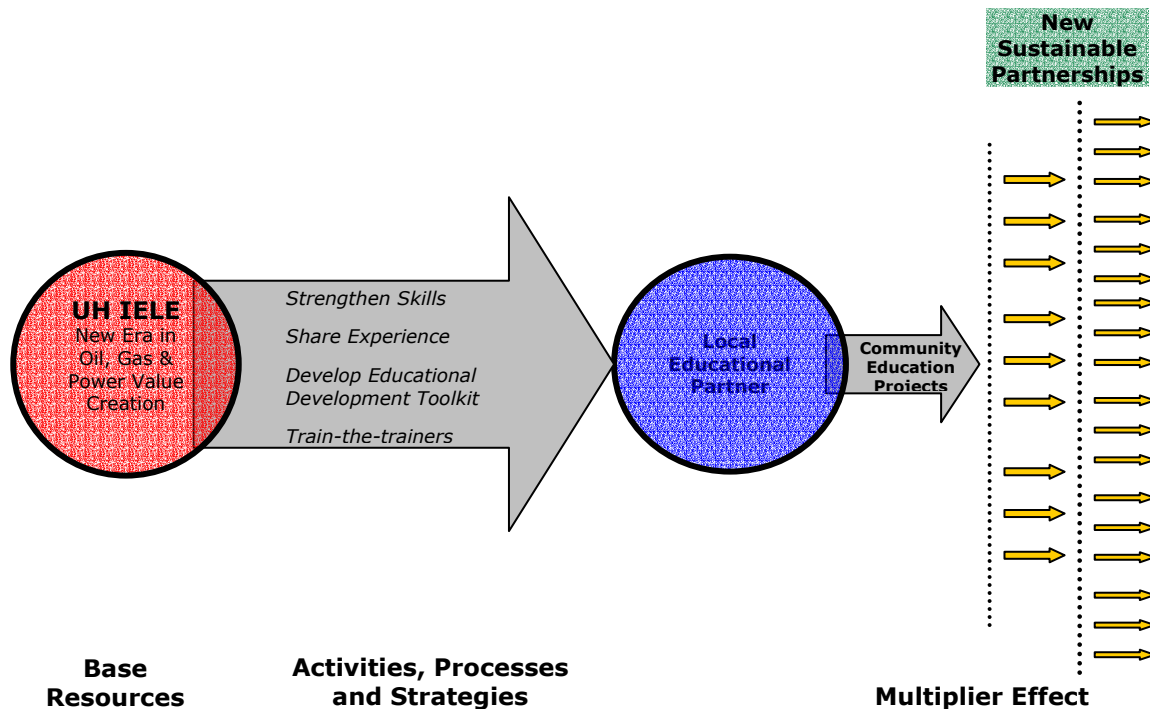 New
Sustainable
Partnerships
UH IELE
New Era in
Oil, Gas &
Power Value
Creation
Strengthen Skills
Share Experience
Develop Educational
Development Toolkit
Train-the-trainers
Local
Educational
Partner
Community
Education
Projects
Base
Resources
Activities, Processes
and Strategies
Multiplier Effect